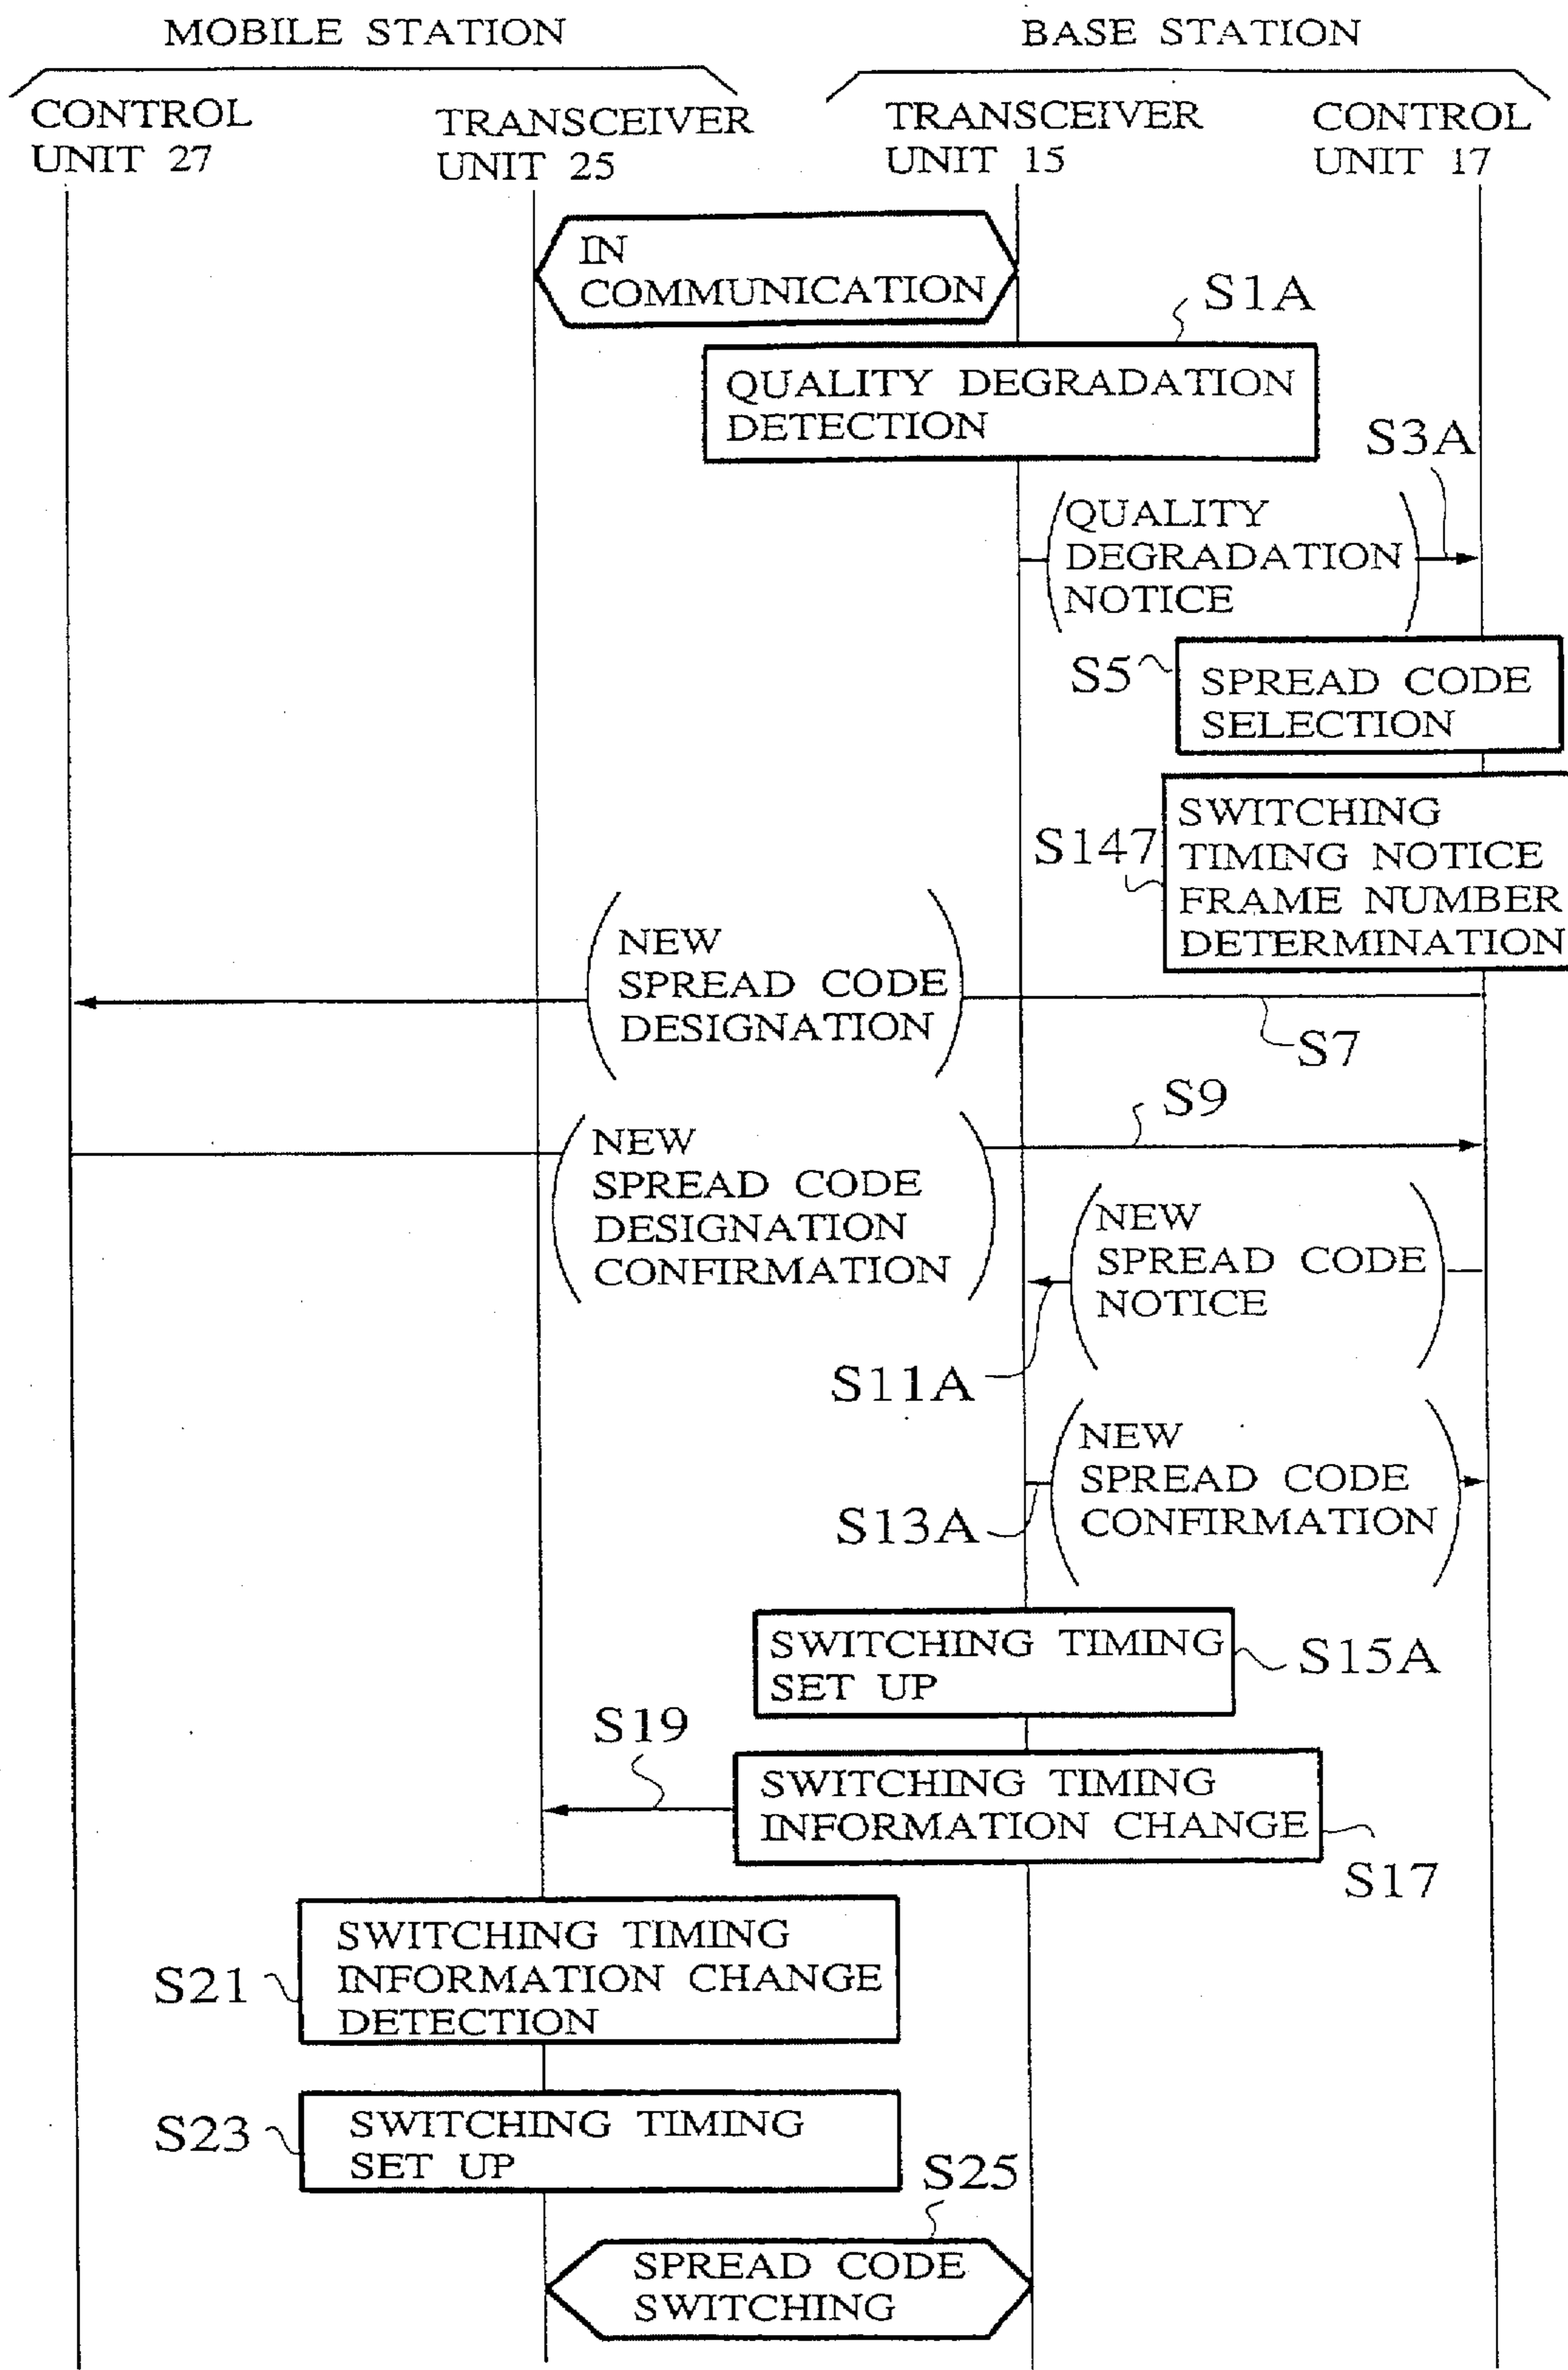 MOBILE STATION
BASE STATION
CONTROL
UNIT 27
TRANSCEIVER
UNIT 25
TRANSCEIVER
UNIT 15
CONTROL
UNIT 17
IN
COMMUNICATION
S1A
QUALITY DEGRADATION
DETECTION
S3A
QUALITY
DEGRADATION
NOTICE
S5
SPREAD CODE
SELECTION
S147
SWITCHING
TIMING NOTICE
FRAME NUMBER
DETERMINATION
NEW
SPREAD CODE
DESIGNATION
S7
S9
NEW
SPREAD CODE
DESIGNATION
CONFIRMATION
NEW
SPREAD CODE
NOTICE
S11A
NEW
SPREAD CODE
CONFIRMATION
S13A
SWITCHING TIMING
SET UP
S15A
S19
SWITCHING TIMING
INFORMATION CHANGE
S17
S21
SWITCHING TIMING
INFORMATION CHANGE
DETECTION
S23
SWITCHING TIMING
SET UP
S25
SPREAD CODE
SWITCHING